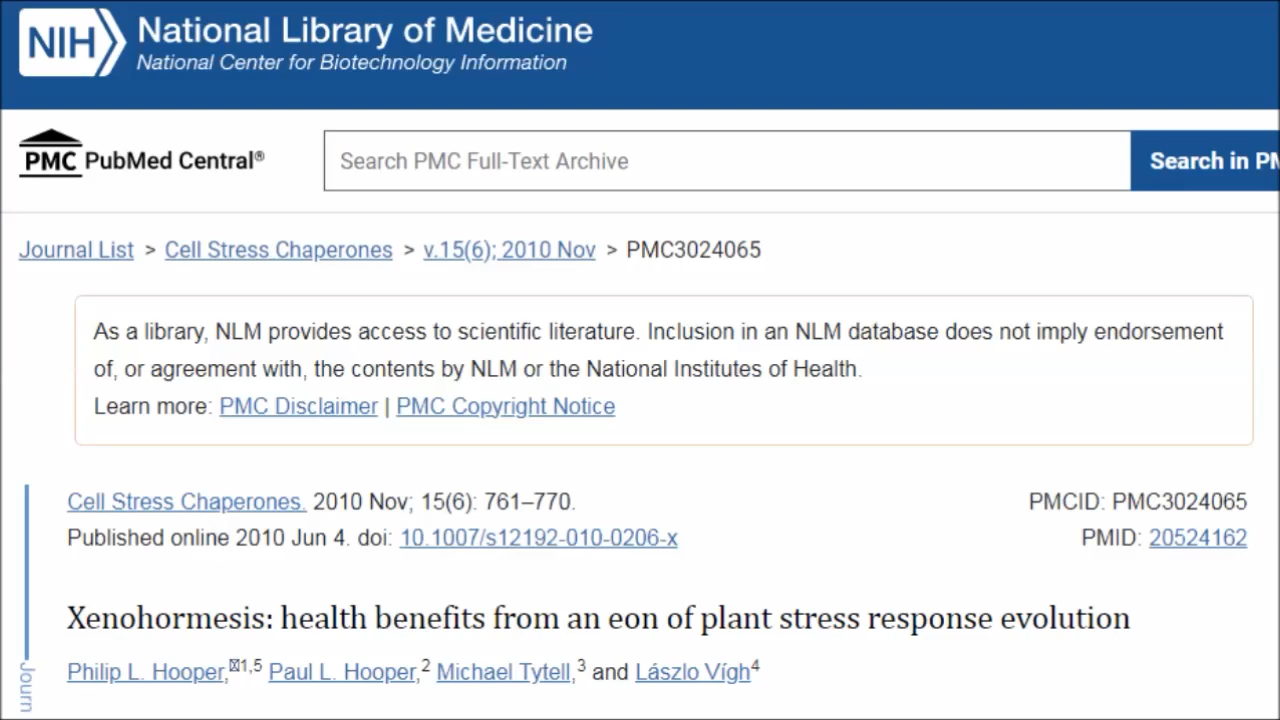 NIH
National Library of Medicine
National Center for Biotechnology Information
PMC PubMed Central®
Search PMC Full-Text Archive
Search in PM
Journal List > Cell Stress Chaperones > v.15(6); 2010 Nov > PMC3024065
As a library, NLM provides access to scientific literature. Inclusion in an NLM database does not imply endorsement
of, or agreement with, the contents by NLM or the National Institutes of Health.
Learn more: PMC Disclaimer | PMC Copyright Notice
Cell Stress Chaperones. 2010 Nov; 15(6): 761–770.
PMCID: PMC3024065
Published online 2010 Jun 4. doi: 10.1007/s12192-010-0206-x
PMID: 20524162
Xenohormesis: health benefits from an eon of plant stress response evolution
Philip L. Hooper,1,5 Paul L. Hooper,2 Michael Tytell,3 and Lászlo Vígh4
Journ